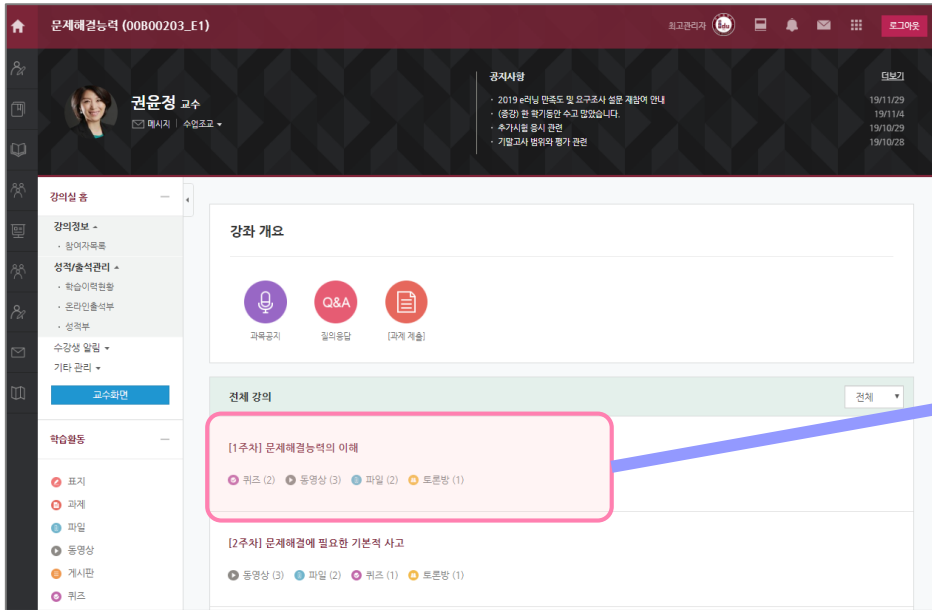 문제해결능력 (00B00203_E1)
최고관리자
로그아웃
권윤정 교수
메시지 | 수업조교 ▾
공지사항
더보기
· 2019 e러닝 만족도 및 요구조사 설문 재참여 안내
19/11/29
· (종강) 한 학기동안 수고 많았습니다.
19/11/4
· 추가시험 응시 관련
19/10/29
· 기말고사 범위와 평가 관련
19/10/28
강의실 홈
강의정보
· 참여자목록
성적/출석관리
· 학습이력현황
· 온라인출석부
· 성적부
수강생 알림 ▾
기타 관리 ▾
교수화면
학습활동
표지
과제
파일
동영상
게시판
퀴즈
강좌 개요
Q&A
과목공지
질의응답
[과제 제출]
전체 강의
전체
[1주차] 문제해결능력의 이해
퀴즈 (2) 동영상 (3) 파일 (2) 토론방 (1)
[2주차] 문제해결에 필요한 기본적 사고
동영상 (3) 파일 (2) 퀴즈 (1) 토론방 (1)